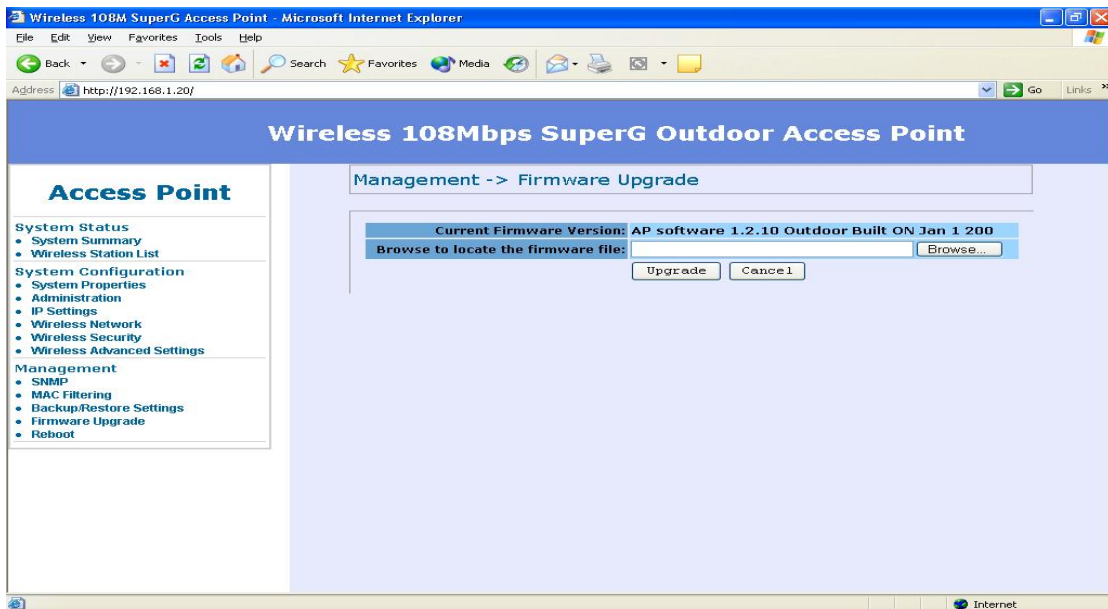 Wireless 108M SuperG Access Point - Microsoft Internet Explorer
File Edit View Favorites Tools Help
Back Search Favorites Media
Address http://192.168.1.20/ Go Links »
Wireless 108Mbps SuperG Outdoor Access Point
Access Point
System Status
• System Summary
• Wireless Station List
System Configuration
• System Properties
• Administration
• IP Settings
• Wireless Network
• Wireless Security
• Wireless Advanced Settings
Management
• SNMP
• MAC Filtering
• Backup/Restore Settings
• Firmware Upgrade
• Reboot
Management -> Firmware Upgrade
Current Firmware Version: AP software 1.2.10 Outdoor Built ON Jan 1 200
Browse to locate the firmware file: Browse...
Upgrade Cancel
Internet